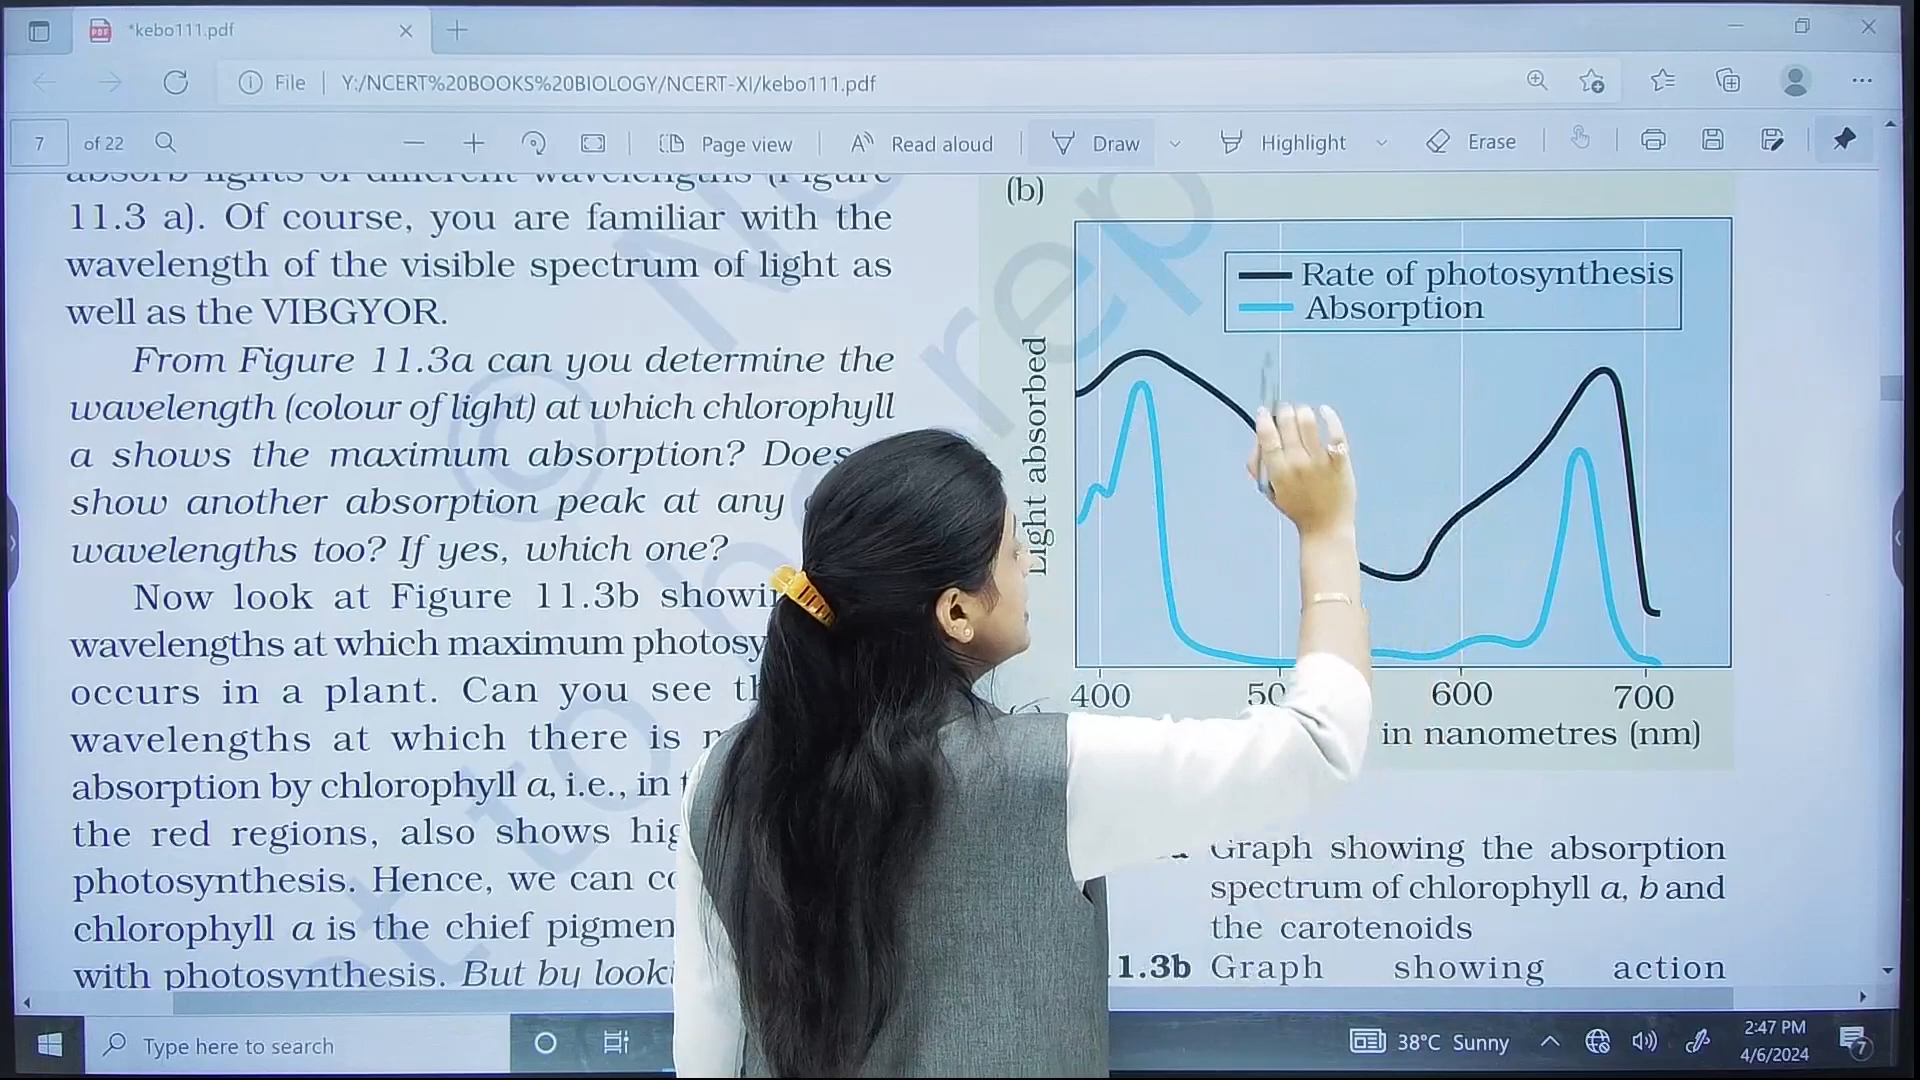 *kebo111.pdf
File
Y:/NCERT%20BOOKS%20BIOLOGY/NCERT-XI/kebo111.pdf
7 of 22
Page view
Read aloud
Draw
Highlight
Erase
absorb lights of different wavelengths (Figure
11.3 a). Of course, you are familiar with the
wavelength of the visible spectrum of light as
well as the VIBGYOR.
From Figure 11.3a can you determine the
wavelength (colour of light) at which chlorophyll
a shows the maximum absorption? Does
show another absorption peak at any
wavelengths too? If yes, which one?
Now look at Figure 11.3b
wavelengths at which maximum
occurs in a plant. Can you see
wavelengths at which there is
absorption by chlorophyll a, i.e., in
the red regions, also shows
photosynthesis. Hence, we can
chlorophyll a is the chief
with photosynthesis. But by
(b)
Rate of photosynthesis
Absorption
Light absorbed
400
600
700
in nanometres (nm)
Graph showing the absorption
spectrum of chlorophyll a, b and
the carotenoids
11.3b Graph showing action
Type here to search
38°C Sunny
2:47 PM
4/6/2024
7